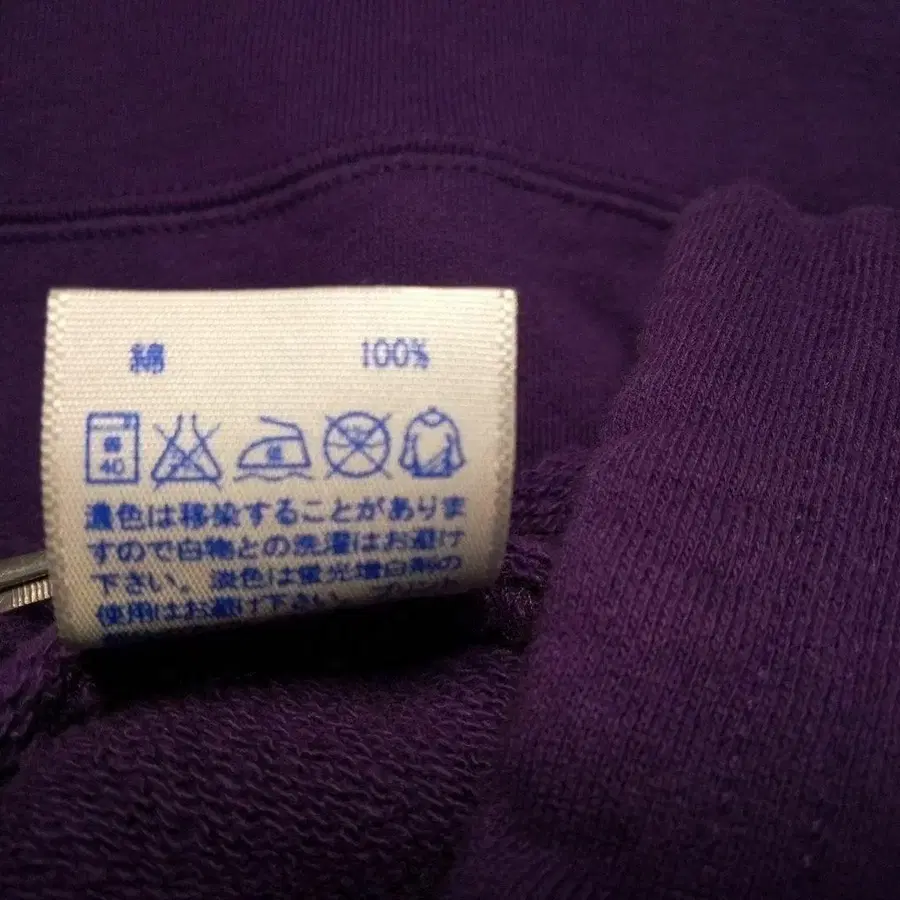 綿 100%
40
濃色は移染することがありま
すので白物との洗濯はお避け
下さい。淡色は蛍光増白剤の
使用はお避け下さい。